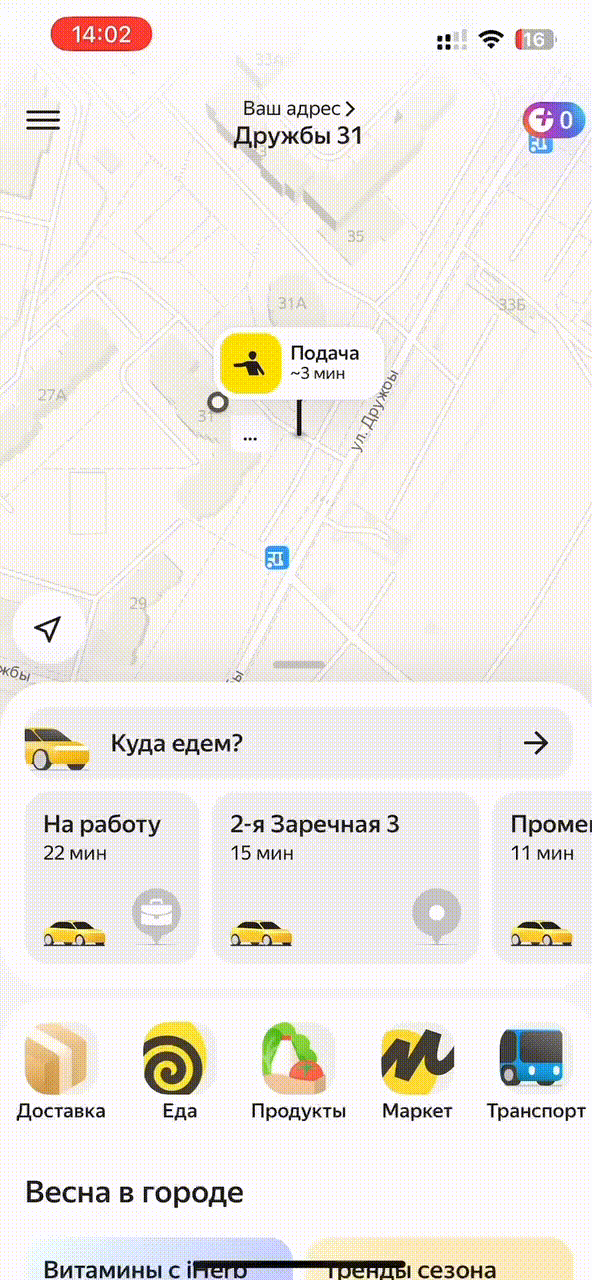 14:02
16
33А
Ваш адрес
Дружбы 31
0
35
31А
33Б
Подача
~3 мин
27А
31
...
ул. Дружбы
29
жбы
бы
Куда едем?
На работу
22 мин
2-я Заречная 3
15 мин
Проме
11 мин
Доставка
Еда
Продукты
Маркет
Транспорт
Весна в городе
Витамины с iHerb
Тренды сезона